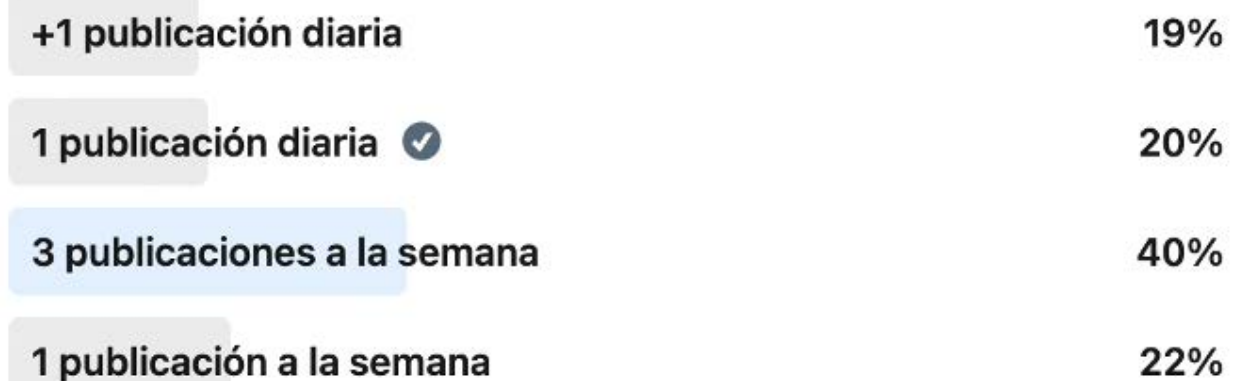 +1 publicación diaria 19%
1 publicación diaria 20%
3 publicaciones a la semana 40%
1 publicación a la semana 22%